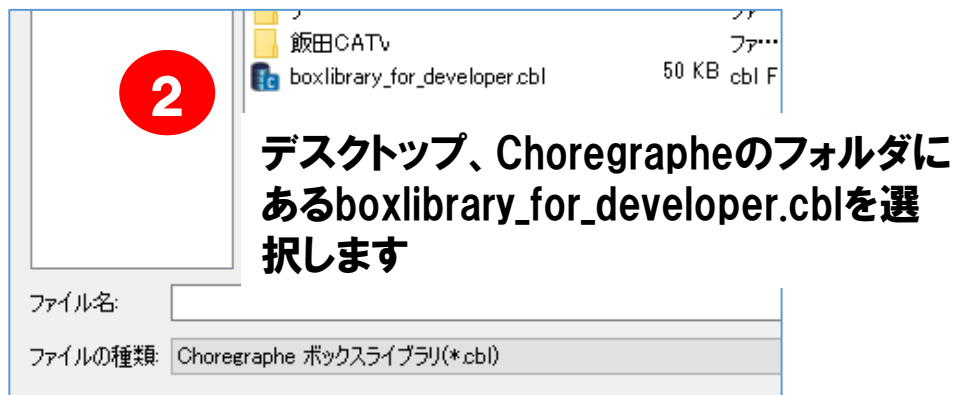 飯田CATv ファ…
boxlibrary_for_developer.cbl 50 KB cbl F
2
デスクトップ、Choregrapheのフォルダに
あるboxlibrary_for_developer.cblを選
択します
ファイル名:
ファイルの種類: Choregraphe ボックスライブラリ(*.cbl)